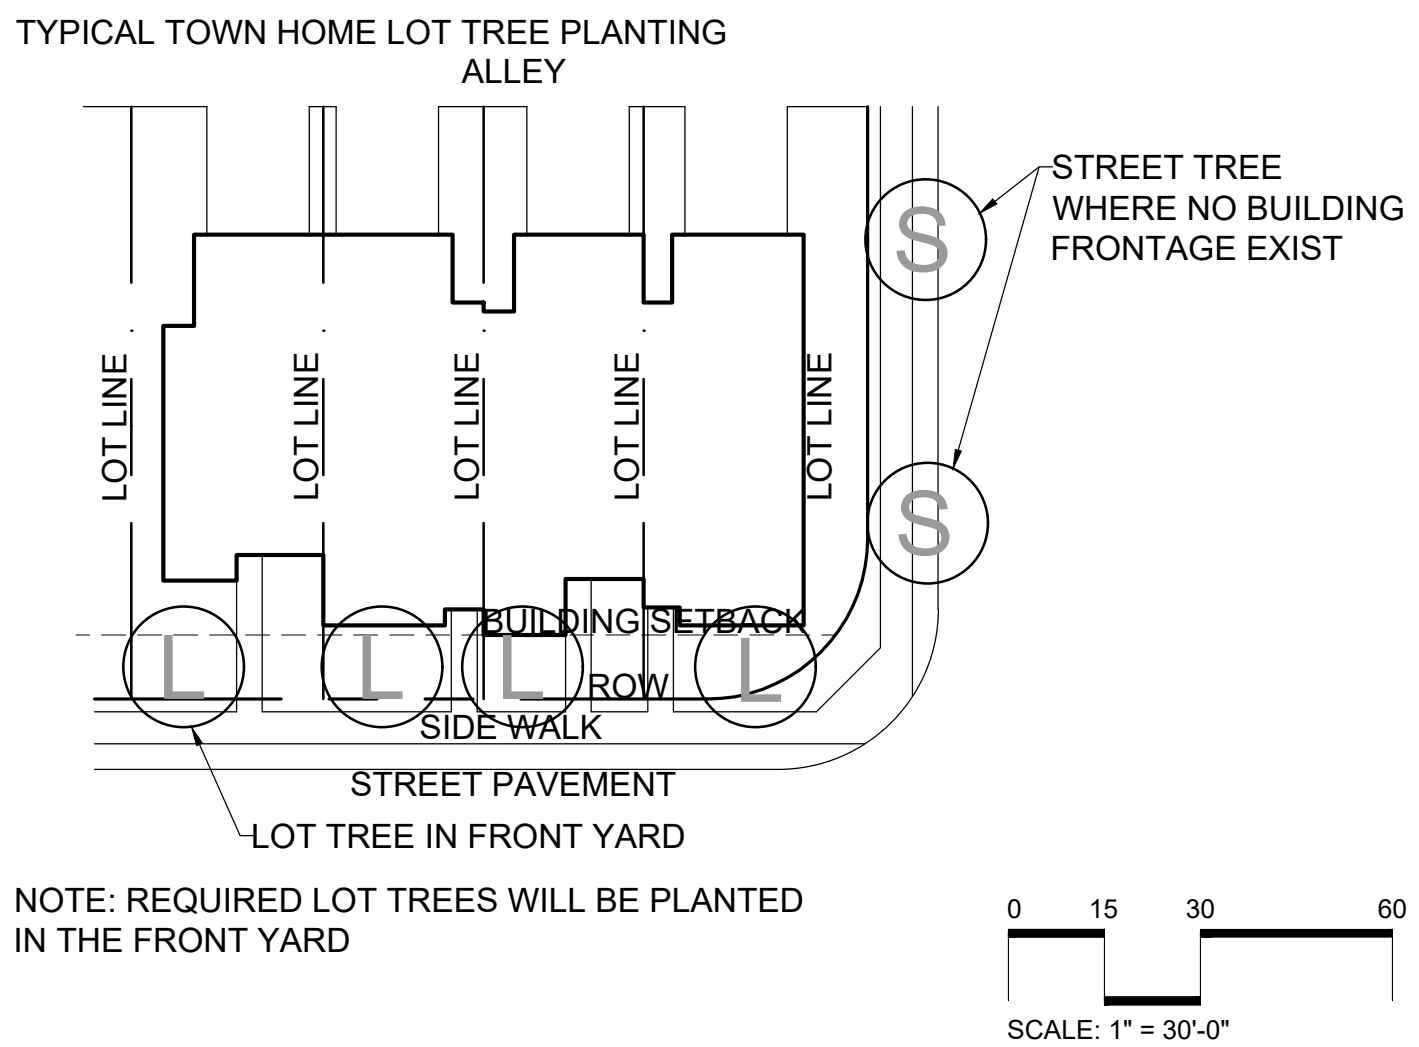 TYPICAL TOWN HOME LOT TREE PLANTING
ALLEY
STREET TREE
WHERE NO BUILDING
FRONTAGE EXIST
S
LOT LINE
LOT LINE
LOT LINE
LOT LINE
LOT LINE
S
BUILDING SETBACK
L
L
L
L
ROW
SIDE WALK
STREET PAVEMENT
LOT TREE IN FRONT YARD
NOTE: REQUIRED LOT TREES WILL BE PLANTED
IN THE FRONT YARD
0 15 30 60
SCALE: 1" = 30'-0"